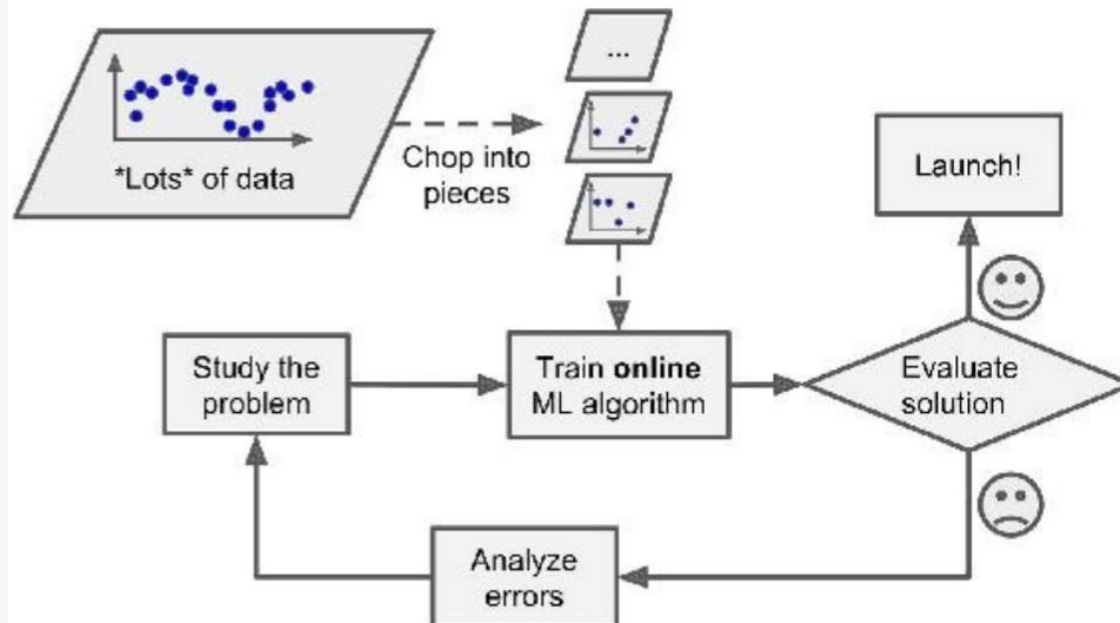 *Lots* of data
Chop into
pieces
...
Launch!
Study the
problem
Train online
ML algorithm
Evaluate
solution
Analyze
errors